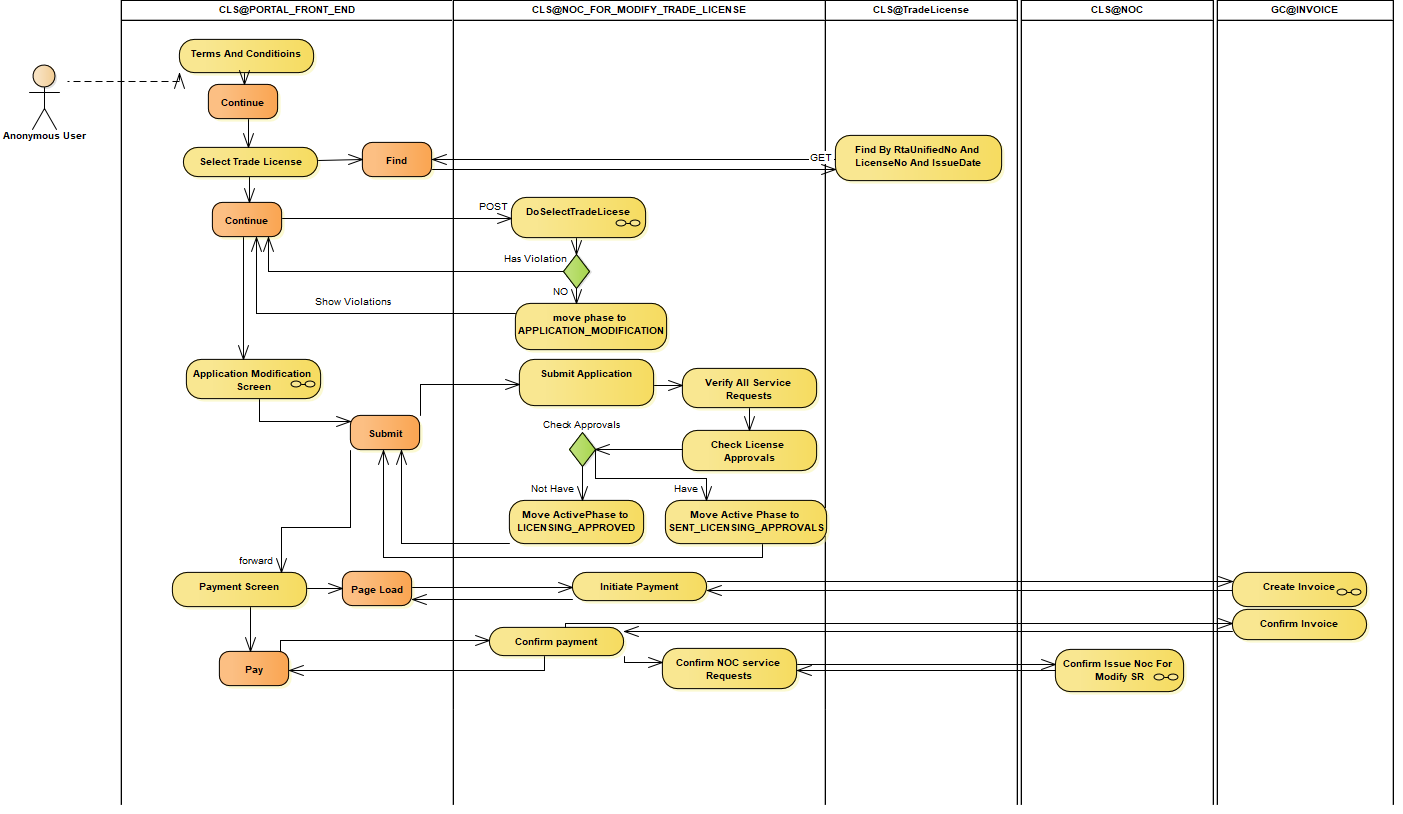 CLS@PORTAL_FRONT_END
CLS@NOC_FOR_MODIFY_TRADE_LICENSE
CLS@TradeLicense
CLS@NOC
GC@INVOICE
Anonymous User
Terms And Conditioins
Continue
Select Trade License
Find
GET
Find By RtaUnifiedNo And
LicenseNo And IssueDate
Continue
POST
DoSelectTradeLicese
Has Violation
NO
Show Violations
move phase to
APPLICATION_MODIFICATION
Application Modification
Screen
Submit Application
Verify All Service
Requests
Submit
Check Approvals
Check License
Approvals
Not Have
Have
Move ActivePhase to
LICENSING_APPROVED
Move Active Phase to
SENT_LICENSING_APPROVALS
forward
Payment Screen
Page Load
Initiate Payment
Create Invoice
Confirm Invoice
Confirm payment
Pay
Confirm NOC service
Requests
Confirm Issue Noc For
Modify SR